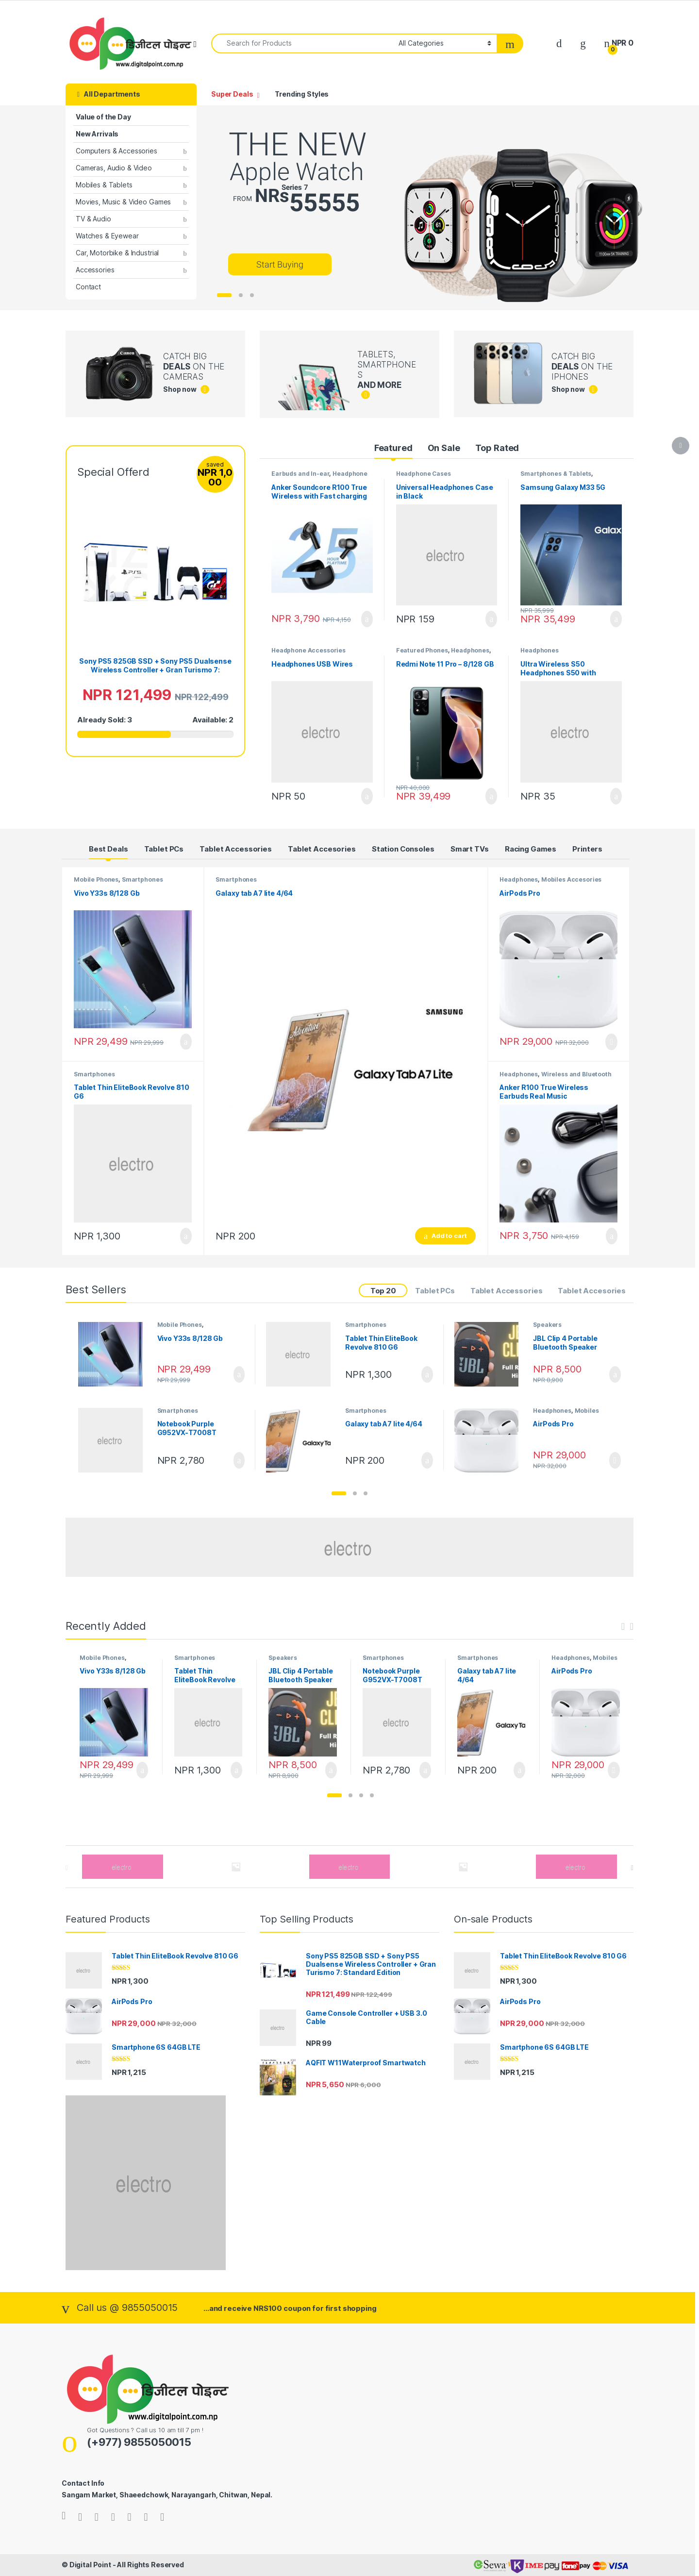 डिजीटल पोइन्ट
www.digitalpoint.com.np
Search for Products
All Categories
NPR 0
0
All Departments
Super Deals
Trending Styles
Value of the Day
New Arrivals
Computers & Accessories
Cameras, Audio & Video
Mobiles & Tablets
Movies, Music & Video Games
TV & Audio
Watches & Eyewear
Car, Motorbike & Industrial
Accessories
Contact
THE NEW
Apple Watch
Series 7
FROM NRs55555
Start Buying
CATCH BIG
DEALS ON THE
CAMERAS
Shop now
TABLETS,
SMARTPHONE
S
AND MORE
CATCH BIG
DEALS ON THE
IPHONES
Shop now
Special Offerd
saved
NPR 1,0
00
Sony PS5 825GB SSD + Sony PS5 Dualsense
Wireless Controller + Gran Turismo 7:
NPR 121,499 NPR 122,499
Already Sold: 3
Available: 2
Featured
On Sale
Top Rated
Earbuds and In-ear, Headphone
Anker Soundcore R100 True
Wireless with Fast charging
25
HOURS PLAYTIME
NPR 3,790 NPR 4,150
Headphone Cases
Universal Headphones Case
in Black
electro
NPR 159
Smartphones & Tablets,
Samsung Galaxy M33 5G
Galax
NPR 35,999
NPR 35,499
Headphone Accessories
Headphones USB Wires
electro
NPR 50
Featured Phones, Headphones,
Redmi Note 11 Pro – 8/128 GB
NPR 40,000
NPR 39,499
Headphones
Ultra Wireless S50
Headphones S50 with
electro
NPR 35
Best Deals
Tablet PCs
Tablet Accessories
Tablet Accesories
Station Consoles
Smart TVs
Racing Games
Printers
Mobile Phones, Smartphones
Vivo Y33s 8/128 Gb
NPR 29,499 NPR 29,999
Smartphones
Tablet Thin EliteBook Revolve 810
G6
electro
NPR 1,300
Smartphones
Galaxy tab A7 lite 4/64
SAMSUNG
Galaxy Tab A7 Lite
NPR 200
Add to cart
Headphones, Mobiles Accessories
AirPods Pro
NPR 29,000 NPR 32,000
Headphones, Wireless and Bluetooth
Anker R100 True Wireless
Earbuds Real Music
NPR 3,750 NPR 4,159
Best Sellers
Top 20
Tablet PCs
Tablet Accessories
Tablet Accesories
Mobile Phones,
Vivo Y33s 8/128 Gb
NPR 29,499
NPR 29,999
Smartphones
Tablet Thin EliteBook
Revolve 810 G6
electro
NPR 1,300
Speakers
JBL Clip 4 Portable
Bluetooth Speaker
NPR 8,500
NPR 8,900
Smartphones
Notebook Purple
G952VX-T7008T
electro
NPR 2,780
Smartphones
Galaxy tab A7 lite 4/64
Galaxy Ta
NPR 200
Headphones, Mobiles
AirPods Pro
NPR 29,000
NPR 32,000
electro
Recently Added
Mobile Phones,
Vivo Y33s 8/128 Gb
NPR 29,499
NPR 29,999
Smartphones
Tablet Thin
EliteBook Revolve
electro
NPR 1,300
Speakers
JBL Clip 4 Portable
Bluetooth Speaker
NPR 8,500
NPR 8,900
Smartphones
Notebook Purple
G952VX-T7008T
electro
NPR 2,780
Smartphones
Galaxy tab A7 lite
4/64
Galaxy Ta
NPR 200
Headphones, Mobiles
AirPods Pro
NPR 29,000
NPR 32,000
electro
electro
electro
Featured Products
Tablet Thin EliteBook Revolve 810 G6
NPR 1,300
AirPods Pro
NPR 29,000 NPR 32,000
Smartphone 6S 64GB LTE
NPR 1,215
electro
Top Selling Products
Sony PS5 825GB SSD + Sony PS5
Dualsense Wireless Controller + Gran
Turismo 7: Standard Edition
NPR 121,499 NPR 122,499
Game Console Controller + USB 3.0
Cable
NPR 99
AQFIT W11 Waterproof Smartwatch
NPR 5,650 NPR 6,000
On-sale Products
Tablet Thin EliteBook Revolve 810 G6
NPR 1,300
AirPods Pro
NPR 29,000 NPR 32,000
Smartphone 6S 64GB LTE
NPR 1,215
Call us @ 9855050015
...and receive NRS100 coupon for first shopping
डिजीटल पोइन्ट
www.digitalpoint.com.np
Got Questions ? Call us 10 am till 7 pm !
(+977) 9855050015
Contact Info
Sangam Market, Shaeedchowk, Narayangarh, Chitwan, Nepal.
© Digital Point - All Rights Reserved
eSewa
KHALTI
IME pay
fonepay
VISA